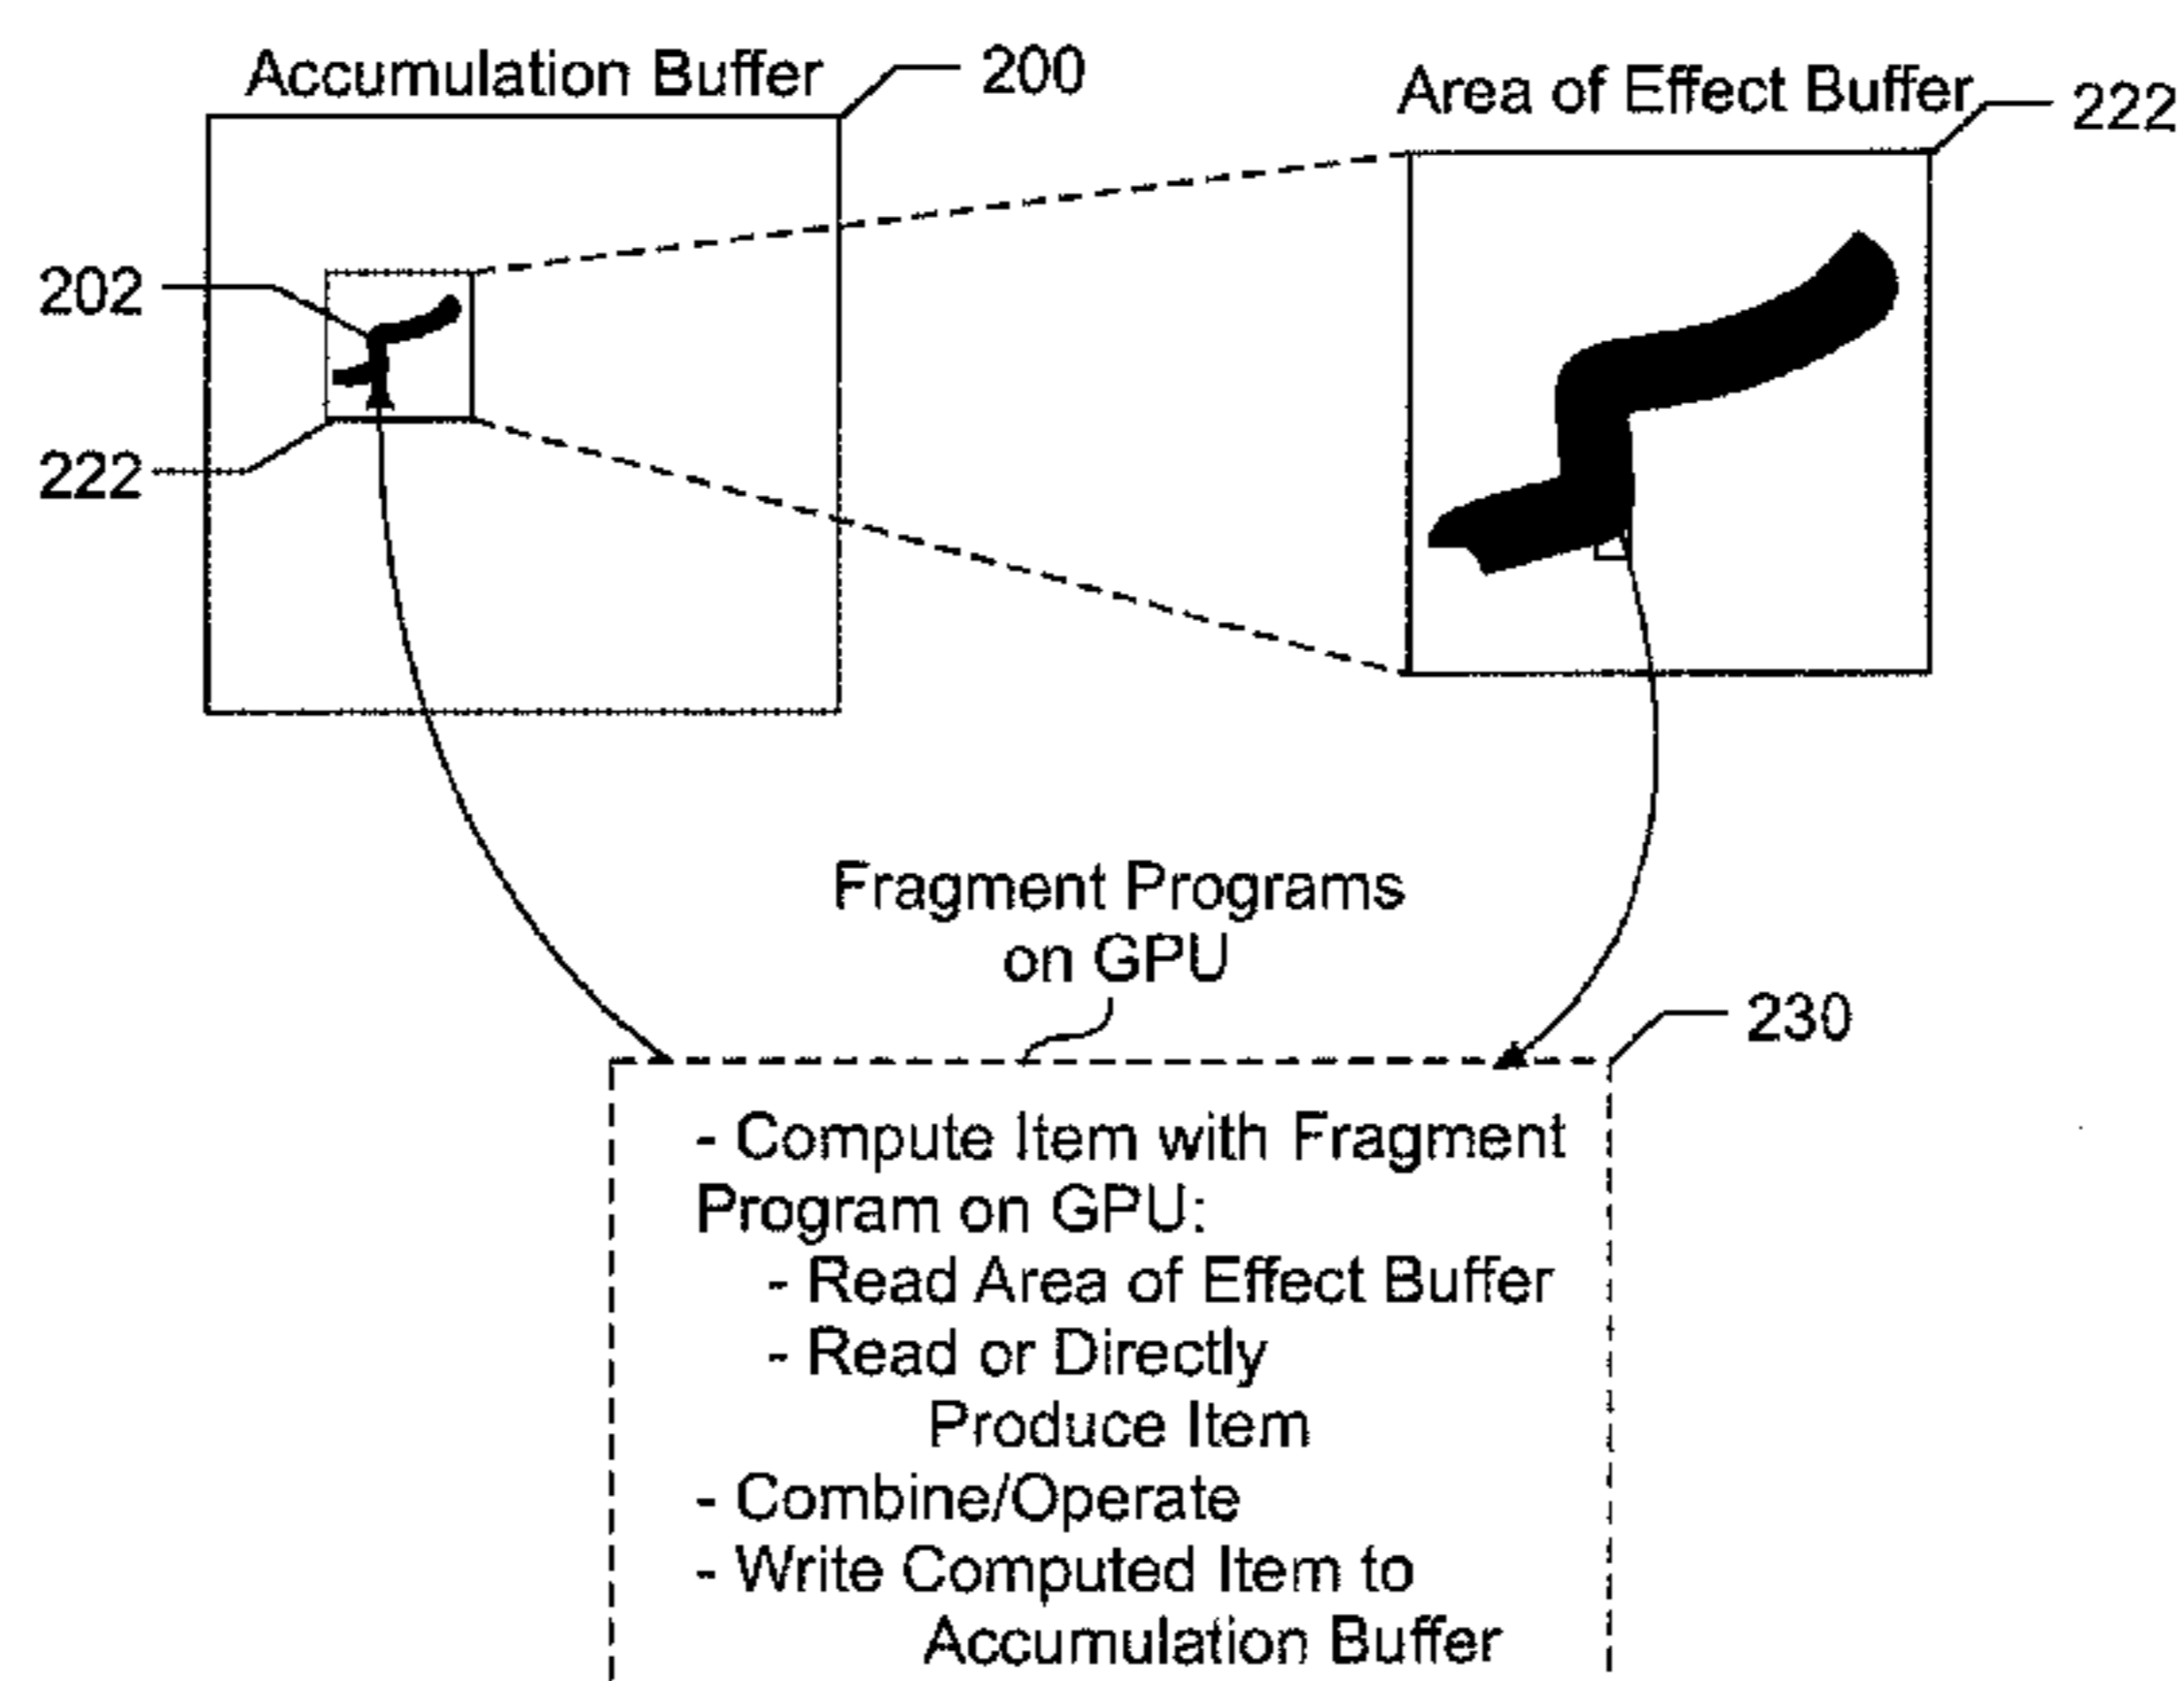 Accumulation Buffer
200
Area of Effect Buffer
222
202
222
Fragment Programs
on GPU
230
- Compute Item with Fragment
Program on GPU:
- Read Area of Effect Buffer
- Read or Directly
Produce Item
- Combine/Operate
- Write Computed Item to
Accumulation Buffer